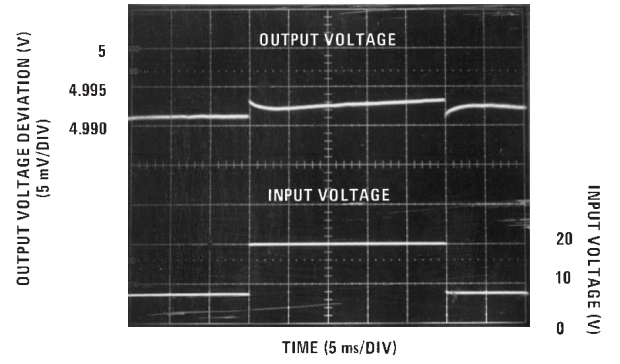 OUTPUT VOLTAGE
OUTPUT VOLTAGE DEVIATION (V)
(5 mV/DIV)
5
4.995
4.990
INPUT VOLTAGE
INPUT VOLTAGE (V)
20
10
0
TIME (5 ms/DIV)